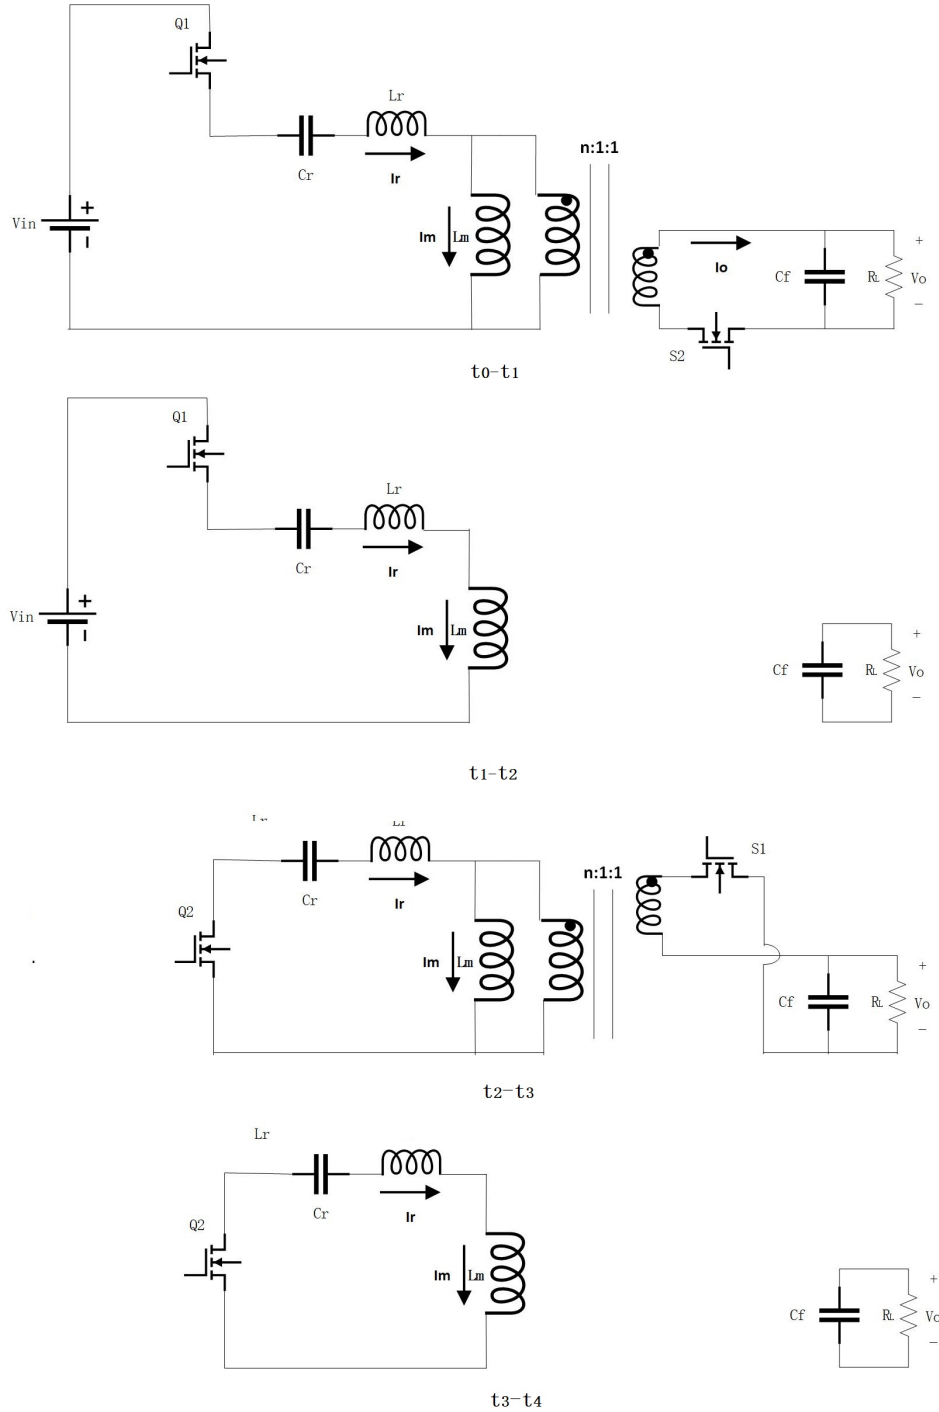 Q1
Lr
n:1:1
Cr
Ir
Vin
+
−
Im
Lm
Io
Cf
RL
Vo
+
−
S2
t0-t1
Q1
Lr
Cr
Ir
Vin
+
−
Im
Lm
Cf
RL
Vo
+
−
t1-t2
S1
n:1:1
Cr
Ir
Q2
Im
Lm
Cf
RL
Vo
+
−
t2-t3
Lr
Cr
Ir
Q2
Im
Lm
Cf
RL
Vo
+
−
t3-t4